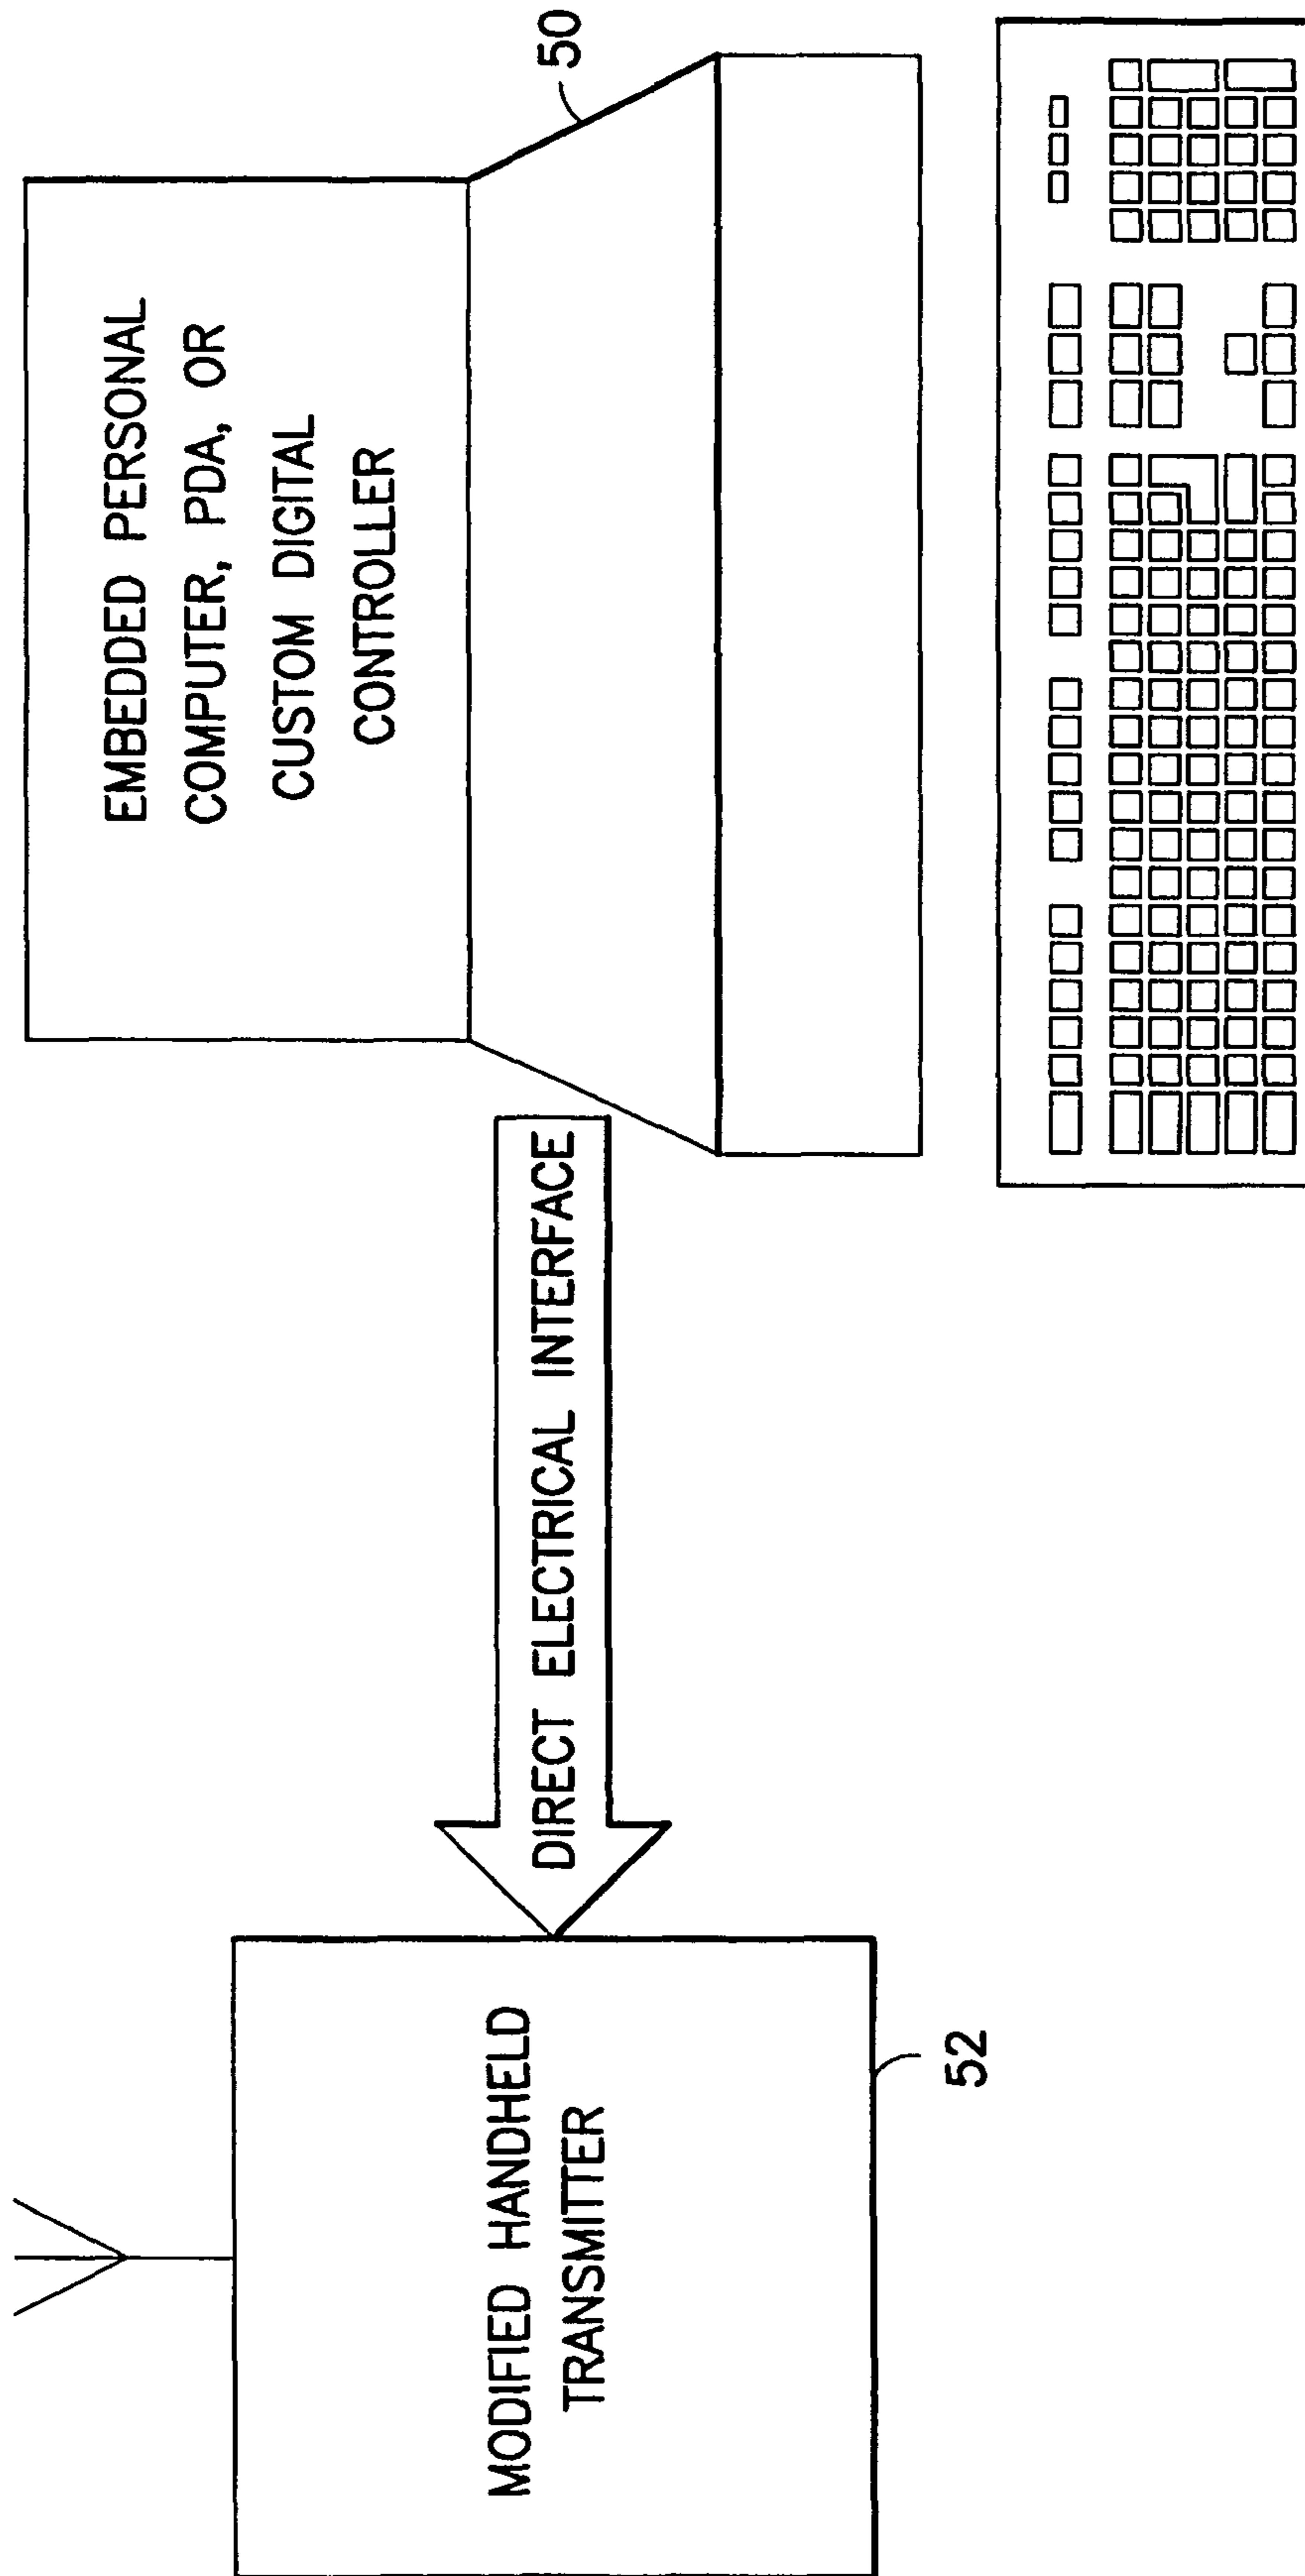 EMBEDDED PERSONAL
COMPUTER, PDA, OR
CUSTOM DIGITAL
CONTROLLER
50
DIRECT ELECTRICAL INTERFACE
MODIFIED HANDHELD
TRANSMITTER
52